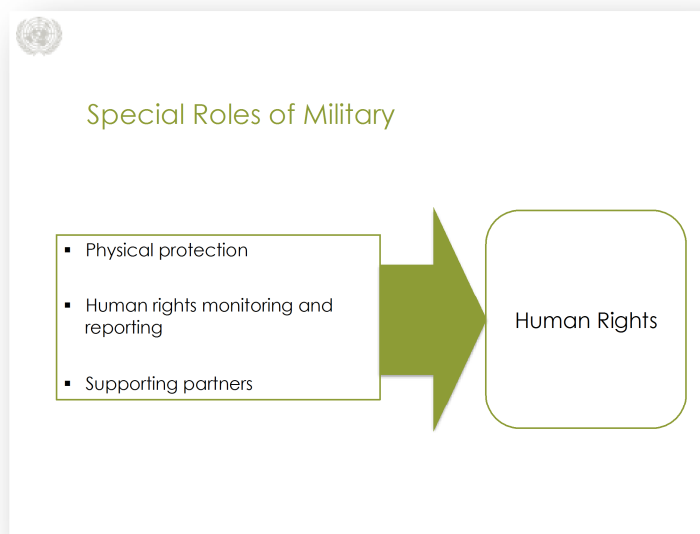 Special Roles of Military
▪ Physical protection
▪ Human rights monitoring and
reporting
▪ Supporting partners
Human Rights